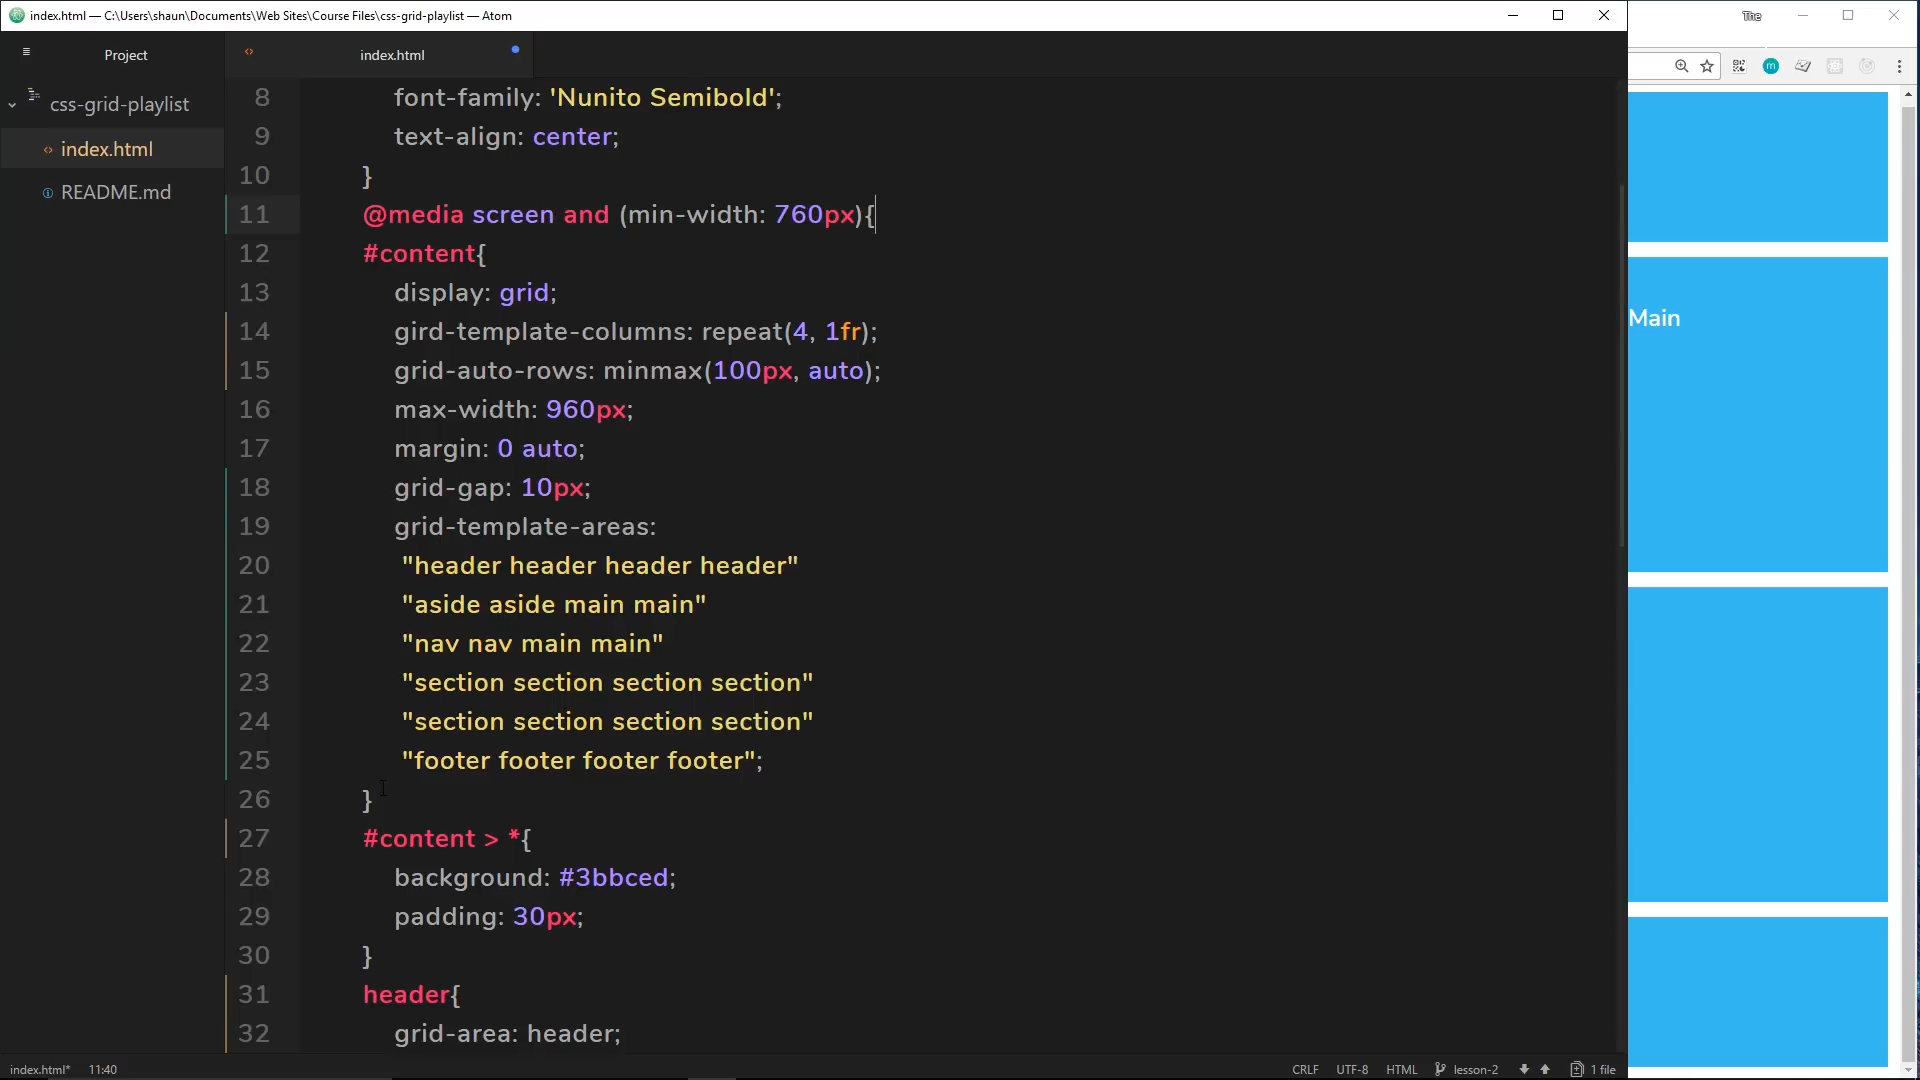 index.html — C:\Users\shaun\Documents\Web Sites\Course Files\css-grid-playlist — Atom
The
Project
index.html
css-grid-playlist
index.html
README.md
8 font-family: 'Nunito Semibold';
9 text-align: center;
10 }
11 @media screen and (min-width: 760px){
12 #content{
13 display: grid;
14 gird-template-columns: repeat(4, 1fr);
15 grid-auto-rows: minmax(100px, auto);
16 max-width: 960px;
17 margin: 0 auto;
18 grid-gap: 10px;
19 grid-template-areas:
20 "header header header header"
21 "aside aside main main"
22 "nav nav main main"
23 "section section section section"
24 "section section section section"
25 "footer footer footer footer";
26 }
27 #content > *{
28 background: #3bbced;
29 padding: 30px;
30 }
31 header{
32 grid-area: header;
m
Main
index.html* 11:40 CRLF UTF-8 HTML lesson-2 1 file